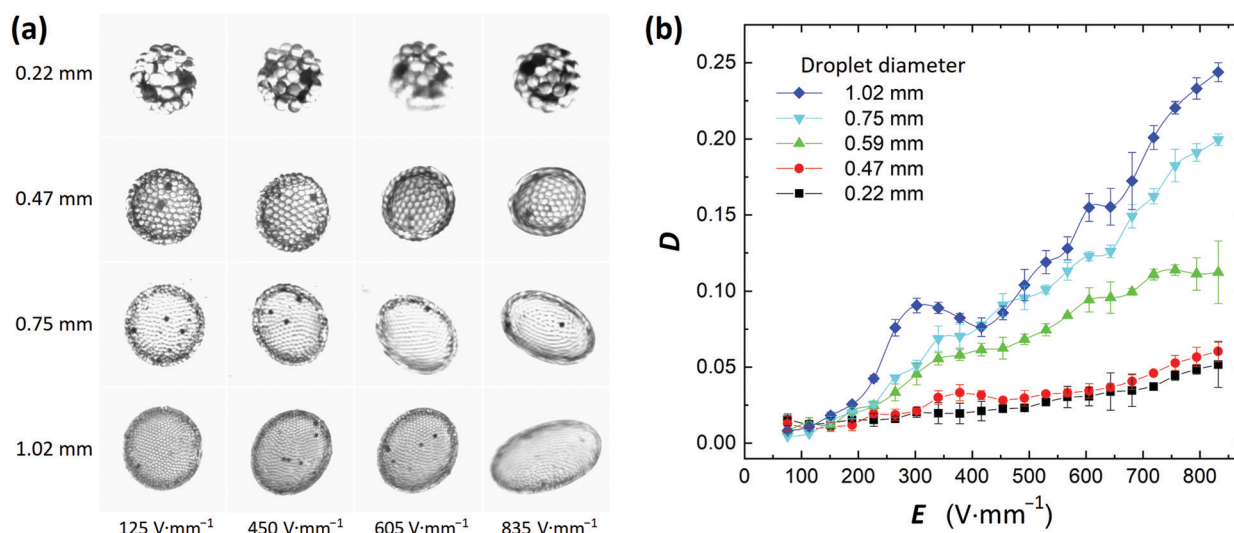 (a)
0.22 mm
0.47 mm
0.75 mm
1.02 mm
125 V·mm⁻¹ 450 V·mm⁻¹ 605 V·mm⁻¹ 835 V·mm⁻¹
(b)
Droplet diameter
1.02 mm
0.75 mm
0.59 mm
0.47 mm
0.22 mm
D
0.25
0.20
0.15
0.10
0.05
0.00
0 100 200 300 400 500 600 700 800
E (V·mm⁻¹)